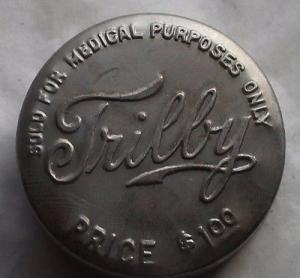 SOLD FOR MEDICAL PURPOSES ONLY
Trilby
PRICE $1.00